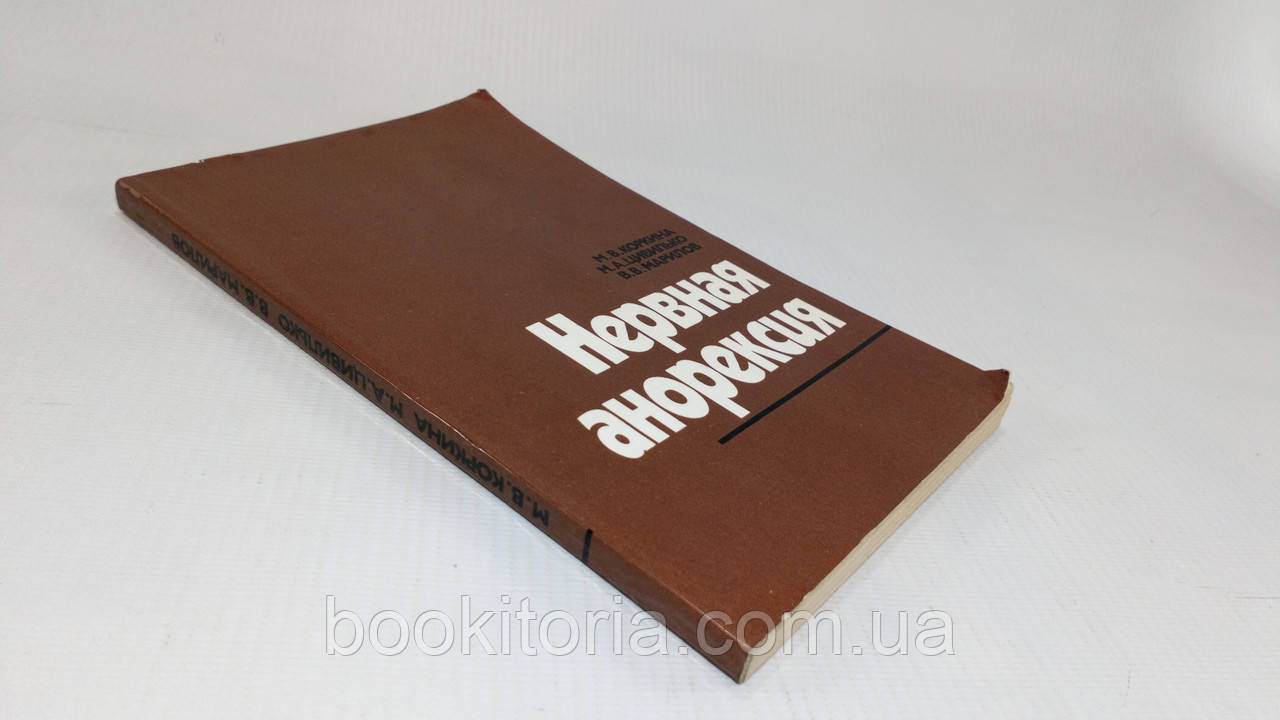 М.В.КОРКИНА
М.А.ЦИВИЛЬКО
В.В.МАРИЛОВ
Нервная
анорексия
М.В.КОРКИНА М.А.ЦИВИЛЬКО В.В.МАРИЛОВ
bookitoria.com.ua